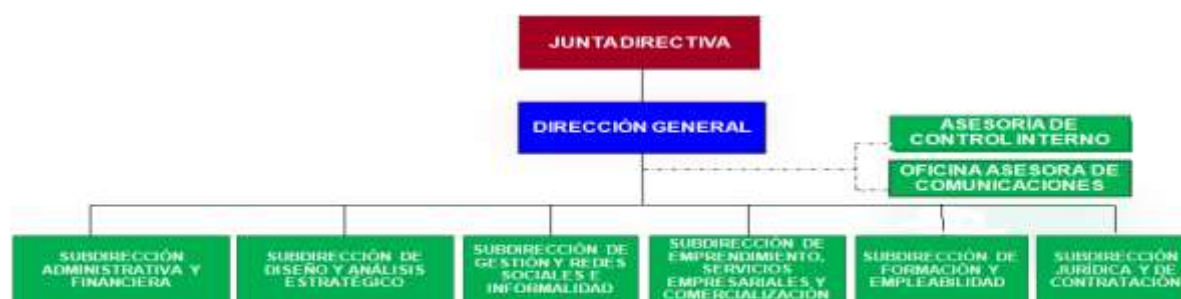 JUNTA DIRECTIVA
DIRECCIÓN GENERAL
ASESORÍA DE
CONTROL INTERNO
OFICINA ASESORA DE
COMUNICACIONES
SUBDIRECCIÓN
ADMINISTRATIVA Y
FINANCIERA
SUBDIRECCIÓN DE
DISEÑO Y ANÁLISIS
ESTRATÉGICO
SUBDIRECCIÓN DE
GESTIÓN Y REDES
SOCIALES E
INFORMALIDAD
SUBDIRECCIÓN DE
EMPRENDIMIENTO,
SERVICIOS
EMPRESARIALES Y
COMERCIALIZACIÓN
SUBDIRECCIÓN DE
FORMACIÓN Y
EMPLEABILIDAD
SUBDIRECCIÓN
JURÍDICA Y DE
CONTRATACIÓN